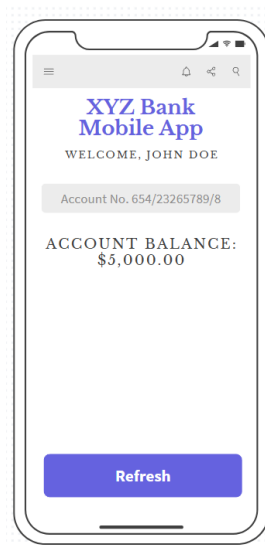 XYZ Bank
Mobile App
WELCOME, JOHN DOE
Account No. 654/23265789/8
ACCOUNT BALANCE:
$5,000.00
Refresh